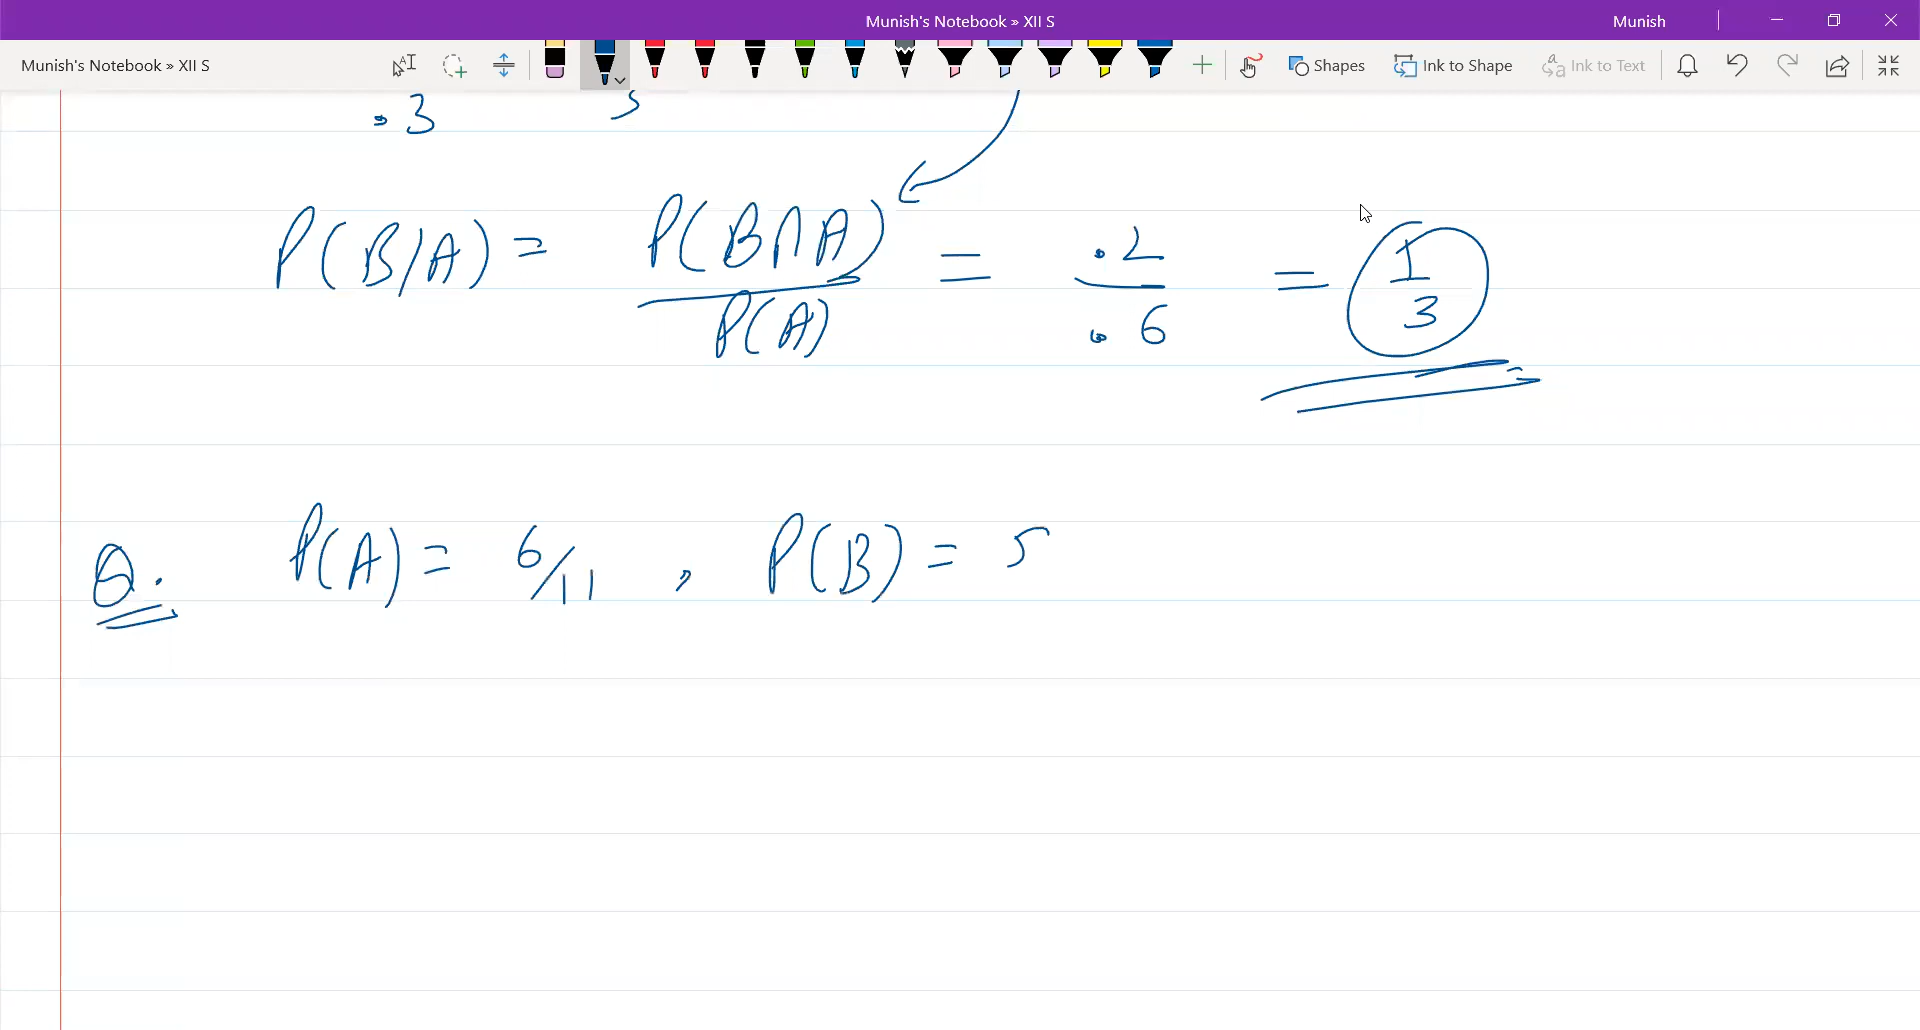 Munish's Notebook » XII S
Munish
Munish's Notebook » XII S
Shapes
Ink to Shape
Ink to Text
.3
P(B/A) = P(B∩A)/P(A) = .2/.6 = 1/3
Q. P(A) = 6/11 , P(B) = 5